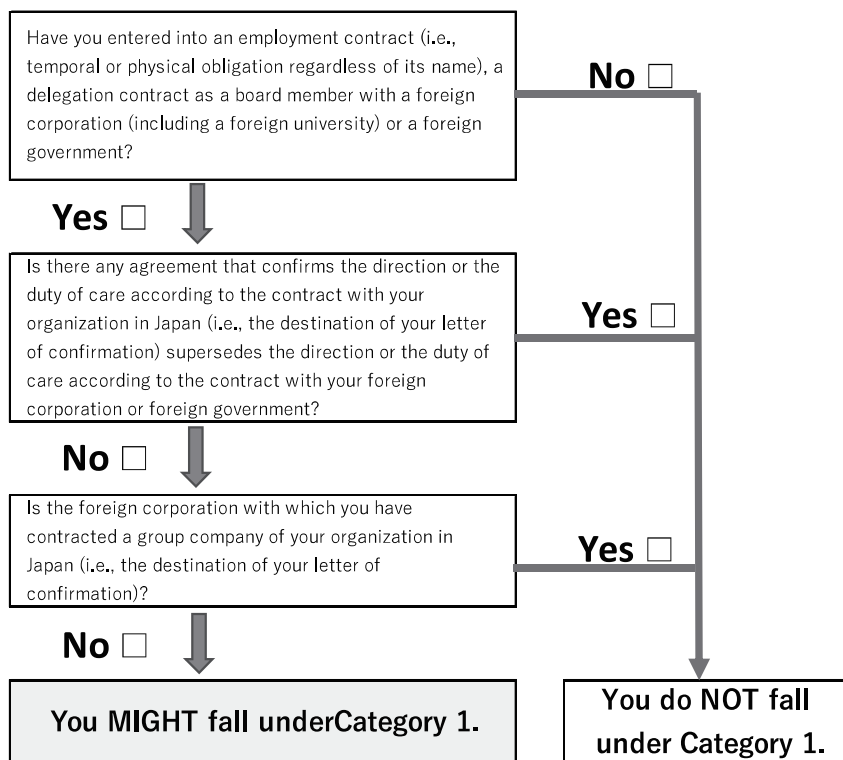 Have you entered into an employment contract (i.e.,
temporal or physical obligation regardless of its name), a
delegation contract as a board member with a foreign
corporation (including a foreign university) or a foreign
government?
No □
Yes □
Is there any agreement that confirms the direction or the
duty of care according to the contract with your
organization in Japan (i.e., the destination of your letter
of confirmation) supersedes the direction or the duty of
care according to the contract with your foreign
corporation or foreign government?
Yes □
No □
Is the foreign corporation with which you have
contracted a group company of your organization in
Japan (i.e., the destination of your letter of
confirmation)?
Yes □
No □
You MIGHT fall underCategory 1.
You do NOT fall
under Category 1.